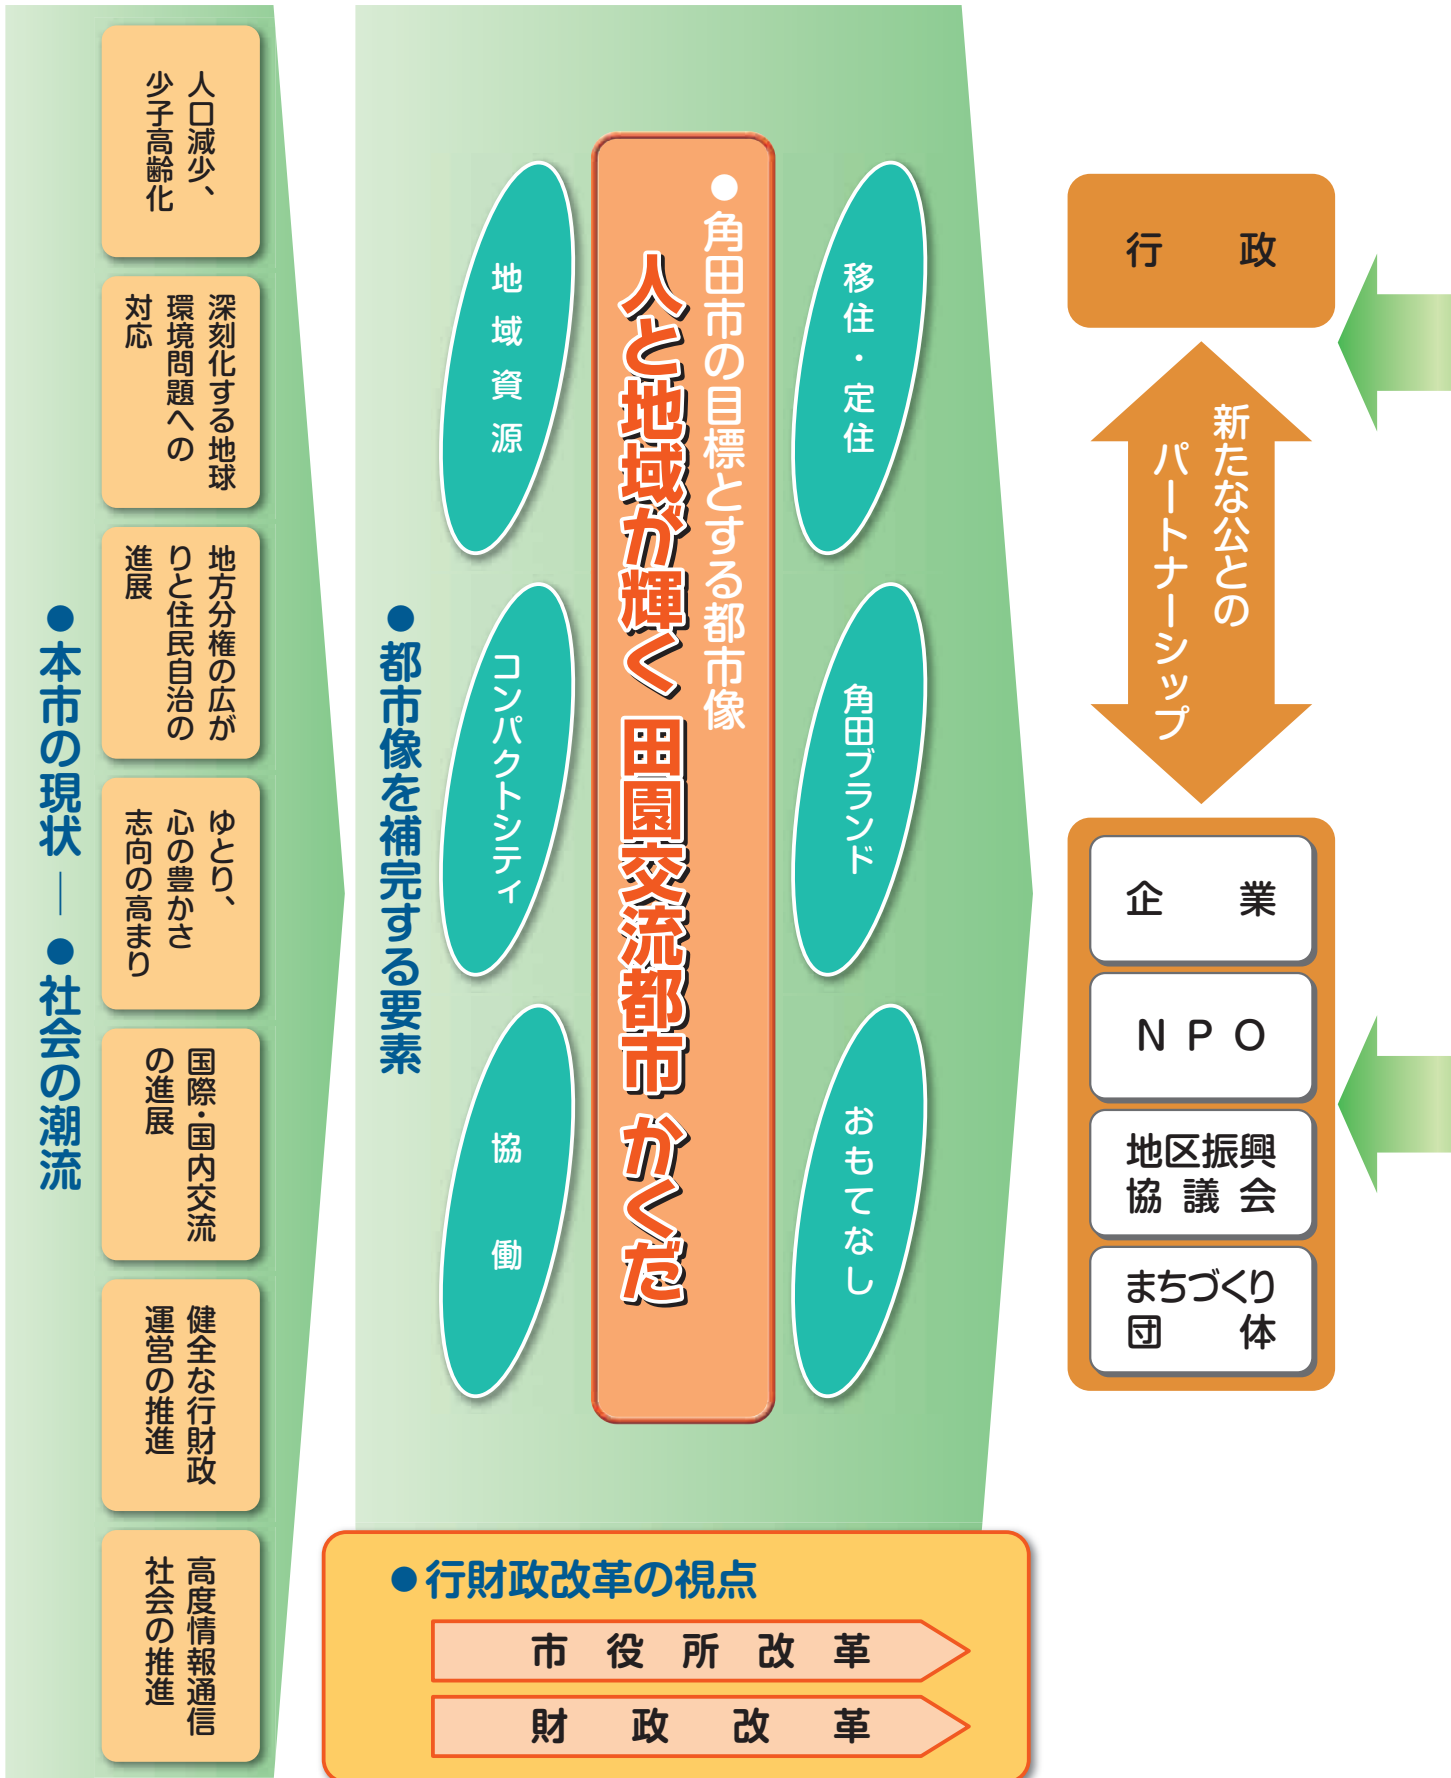 ●本市の現状 ― ●社会の潮流
人口減少、
少子高齢化
深刻化する地球
環境問題への
対応
地方分権の広が
りと住民自治の
進展
ゆとり、
心の豊かさ
志向の高まり
国際・国内交流
の進展
健全な行財政
運営の推進
高度情報通信
社会の推進
●都市像を補完する要素
地域資源
コンパクトシティ
協働
●角田市の目標とする都市像
人と地域が輝く 田園交流都市 かくだ
移住・定住
角田ブランド
おもてなし
●行財政改革の視点
市役所改革
財政改革
行政
新たな公との
パートナーシップ
企業
NPO
地区振興
協議会
まちづくり
団体